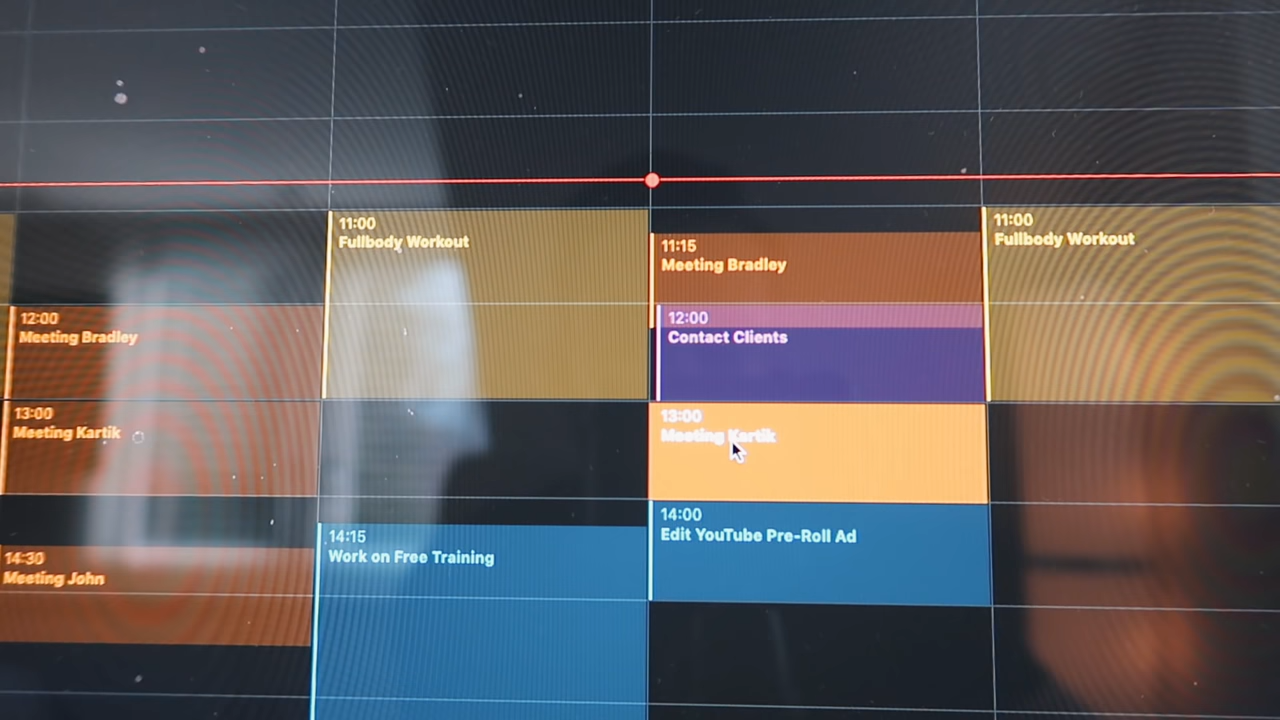 12:00
Meeting Bradley
13:00
Meeting Kartik
14:30
Meeting John
11:00
Fullbody Workout
14:15
Work on Free Training
11:15
Meeting Bradley
12:00
Contact Clients
13:00
Meeting Kartik
14:00
Edit YouTube Pre-Roll Ad
11:00
Fullbody Workout